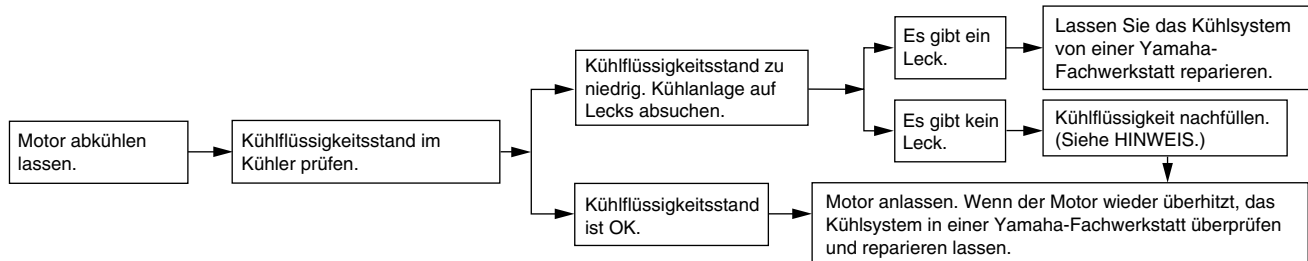 Motor abkühlen
lassen.
Kühlflüssigkeitsstand im
Kühler prüfen.
Kühlflüssigkeitsstand zu
niedrig. Kühlanlage auf
Lecks absuchen.
Es gibt ein
Leck.
Lassen Sie das Kühlsystem
von einer Yamaha-
Fachwerkstatt reparieren.
Es gibt kein
Leck.
Kühlflüssigkeit nachfüllen.
(Siehe HINWEIS.)
Kühlflüssigkeitsstand
ist OK.
Motor anlassen. Wenn der Motor wieder überhitzt, das
Kühlsystem in einer Yamaha-Fachwerkstatt überprüfen
und reparieren lassen.